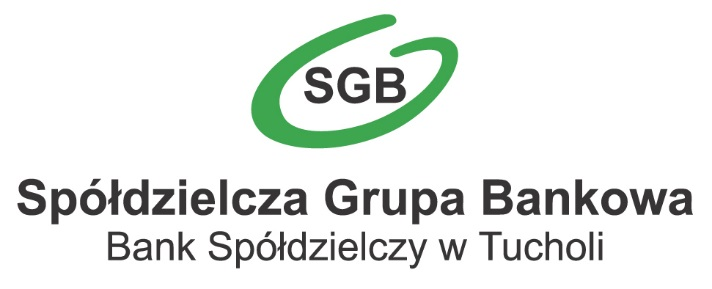 SGB
Spółdzielcza Grupa Bankowa
Bank Spółdzielczy w Tucholi